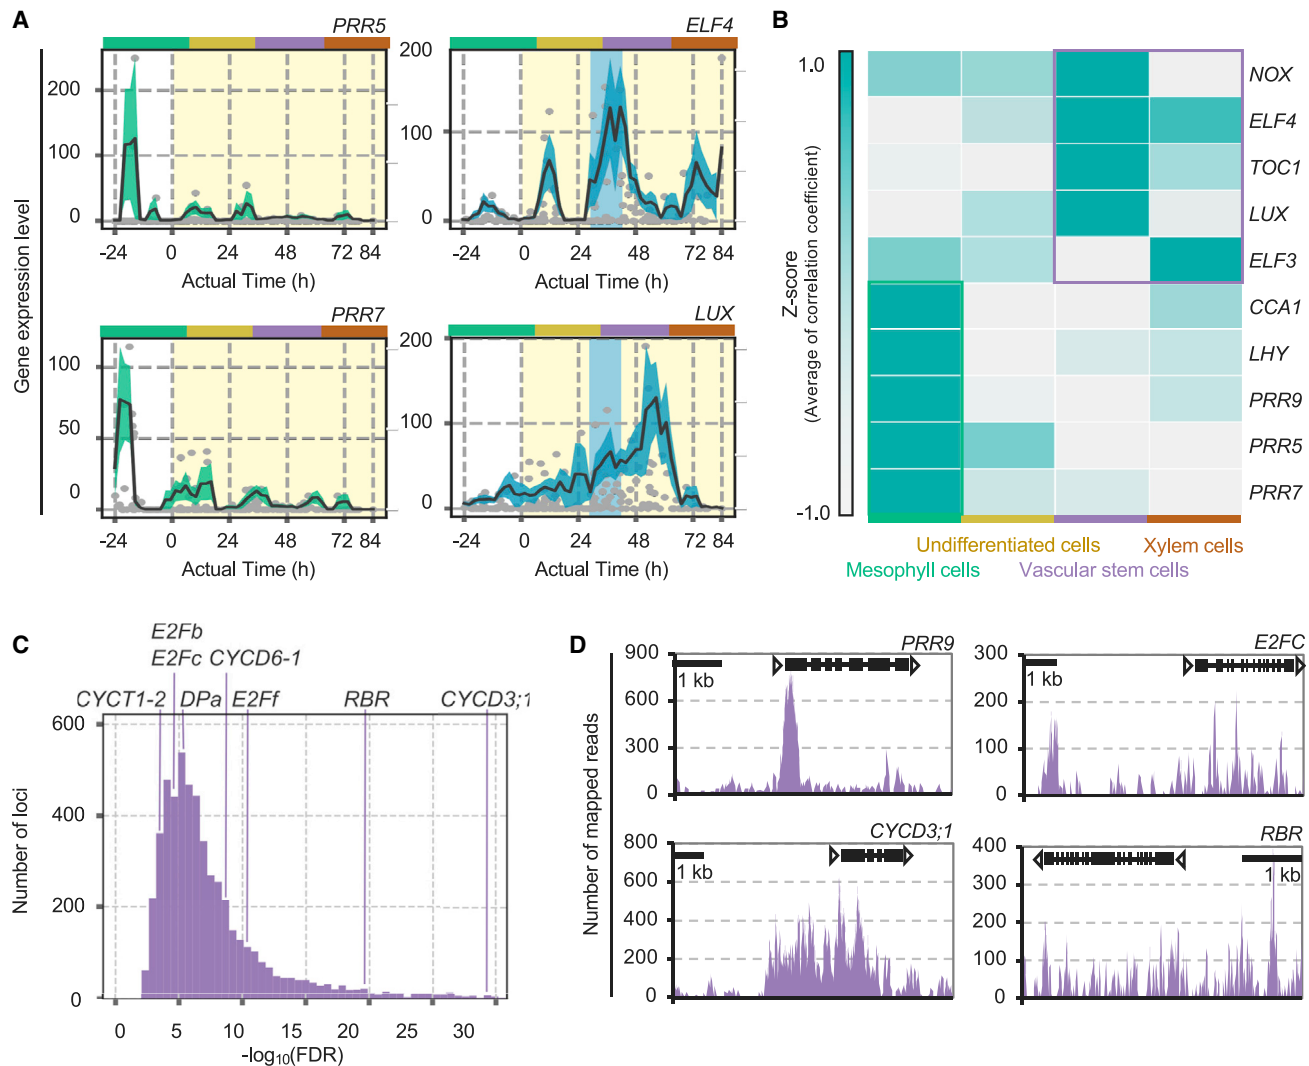 A
Gene expression level
PRR5
200
100
0
-24 0 24 48 72 84
Actual Time (h)
ELF4
200
100
0
-24 0 24 48 72 84
Actual Time (h)
PRR7
100
50
0
-24 0 24 48 72 84
Actual Time (h)
LUX
200
100
0
-24 0 24 48 72 84
Actual Time (h)
B
1.0
-1.0
Z-score
(Average of correlation coefficient)
NOX
ELF4
TOC1
LUX
ELF3
CCA1
LHY
PRR9
PRR5
PRR7
Undifferentiated cells Xylem cells
Mesophyll cells Vascular stem cells
C
E2Fb
E2Fc CYCD6-1
CYCT1-2 DPa E2Ff RBR CYCD3;1
Number of loci
600
400
200
0
0 5 10 15 20 25 30
-log10(FDR)
D
Number of mapped reads
PRR9
900
600
300
0
1 kb
E2FC
300
200
100
0
1 kb
CYCD3;1
800
600
400
200
0
1 kb
RBR
400
300
200
100
0
1 kb